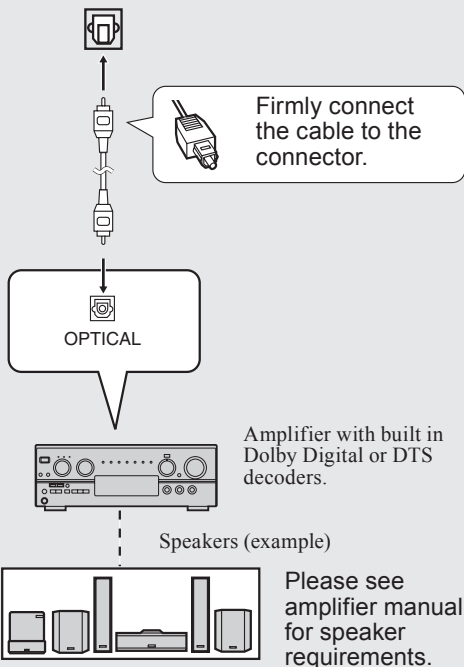 Firmly connect
the cable to the
connector.
OPTICAL
Amplifier with built in
Dolby Digital or DTS
decoders.
Speakers (example)
Please see
amplifier manual
for speaker
requirements.